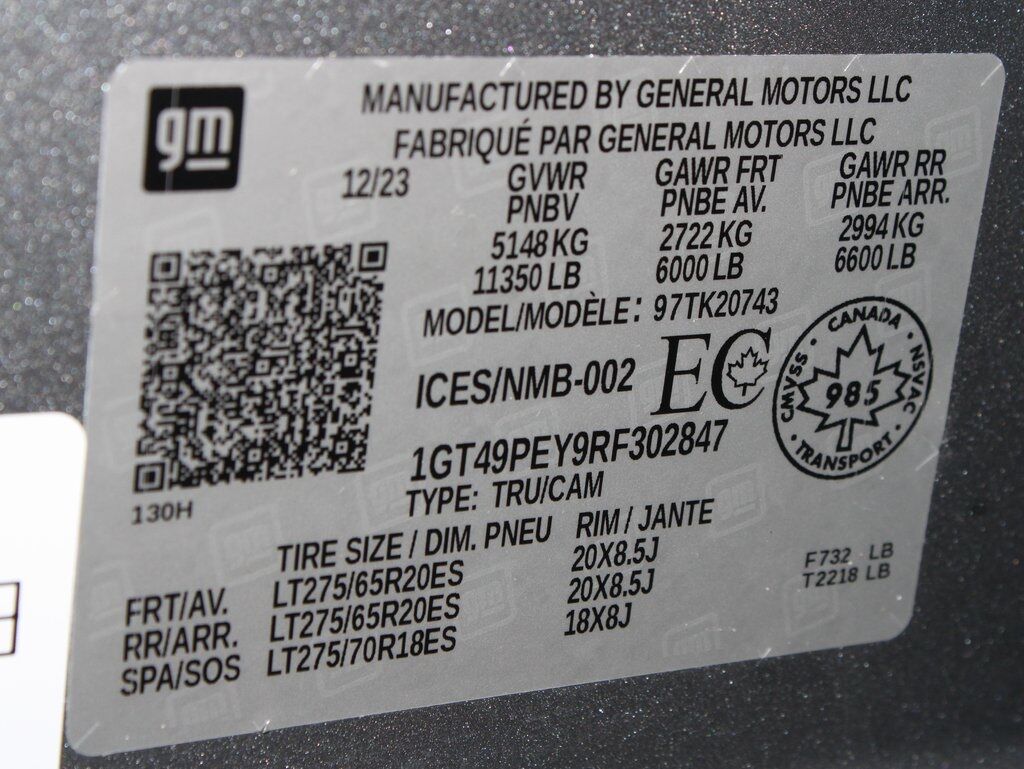 gm
MANUFACTURED BY GENERAL MOTORS LLC
FABRIQUÉ PAR GENERAL MOTORS LLC
12/23 GVWR GAWR FRT GAWR RR
PNBV PNBE AV. PNBE ARR.
5148 KG 2722 KG 2994 KG
11350 LB 6000 LB 6600 LB
MODEL/MODÈLE: 97TK20743
ICES/NMB-002 EC
CANADA
CMVSS 985 NSVAC
TRANSPORT
1GT49PEY9RF302847
TYPE: TRU/CAM
130H
TIRE SIZE / DIM. PNEU RIM / JANTE
FRT/AV. LT275/65R20ES 20X8.5J
RR/ARR. LT275/65R20ES 20X8.5J
SPA/SOS LT275/70R18ES 18X8J
F732 LB
T2218 LB